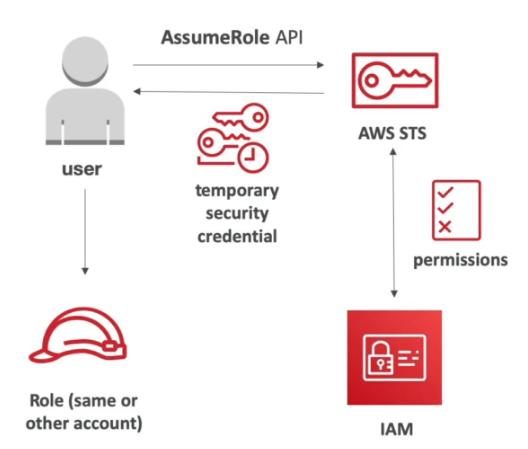 AssumeRole API
AWS STS
user
temporary
security
credential
permissions
Role (same or
other account)
IAM